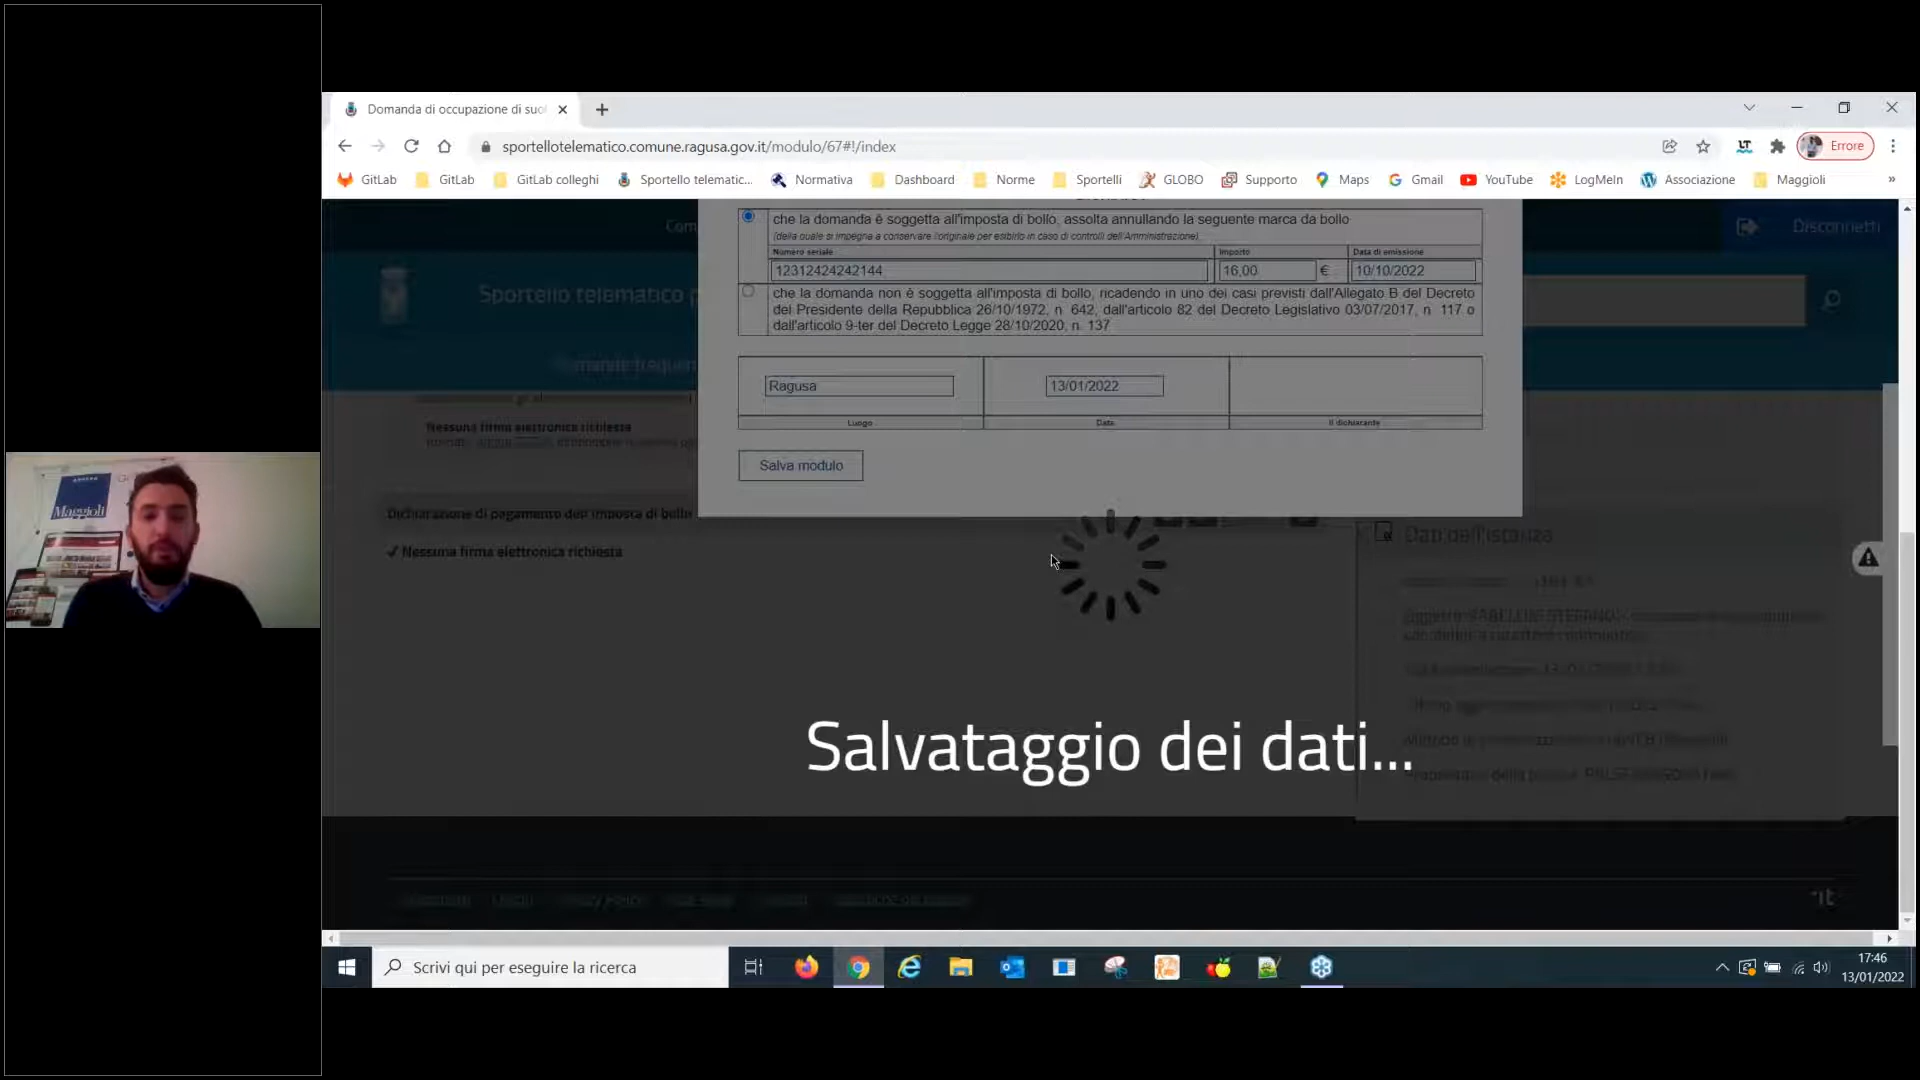 Domanda di occupazione di suol
sportellotelematico.comune.ragusa.gov.it/modulo/67#!/index
Errore
GitLab
GitLab
GitLab colleghi
Sportello telematic...
Normativa
Dashboard
Norme
Sportelli
GLOBO
Supporto
Maps
Gmail
YouTube
LogMeIn
Associazione
Maggioli
»
Com
Disconnetti
Sportello telematico p
che la domanda è soggetta all'imposta di bollo, assolta annullando la seguente marca da bollo
(della quale si impegna a conservare l'originale per esibirlo in caso di controlli dell'Amministrazione)
Numero seriale
Importo
Data di emissione
12312424242144
16,00
€
10/10/2022
che la domanda non è soggetta all'imposta di bollo, ricadendo in uno dei casi previsti dall'Allegato B del Decreto
del Presidente della Repubblica 26/10/1972, n. 642, dall'articolo 82 del Decreto Legislativo 03/07/2017, n. 117 o
dall'articolo 9-ter del Decreto Legge 28/10/2020, n. 137
Ragusa
13/01/2022
Luogo
Data
Il dichiarante
Salva modulo
Nessuna firma elettronica richiesta
Dichiarazione di pagamento dell'imposta di bollo
Nessuna firma elettronica richiesta
Dati dell'istanza
Salvataggio dei dati...
Maggioli
Scrivi qui per eseguire la ricerca
17:46
13/01/2022